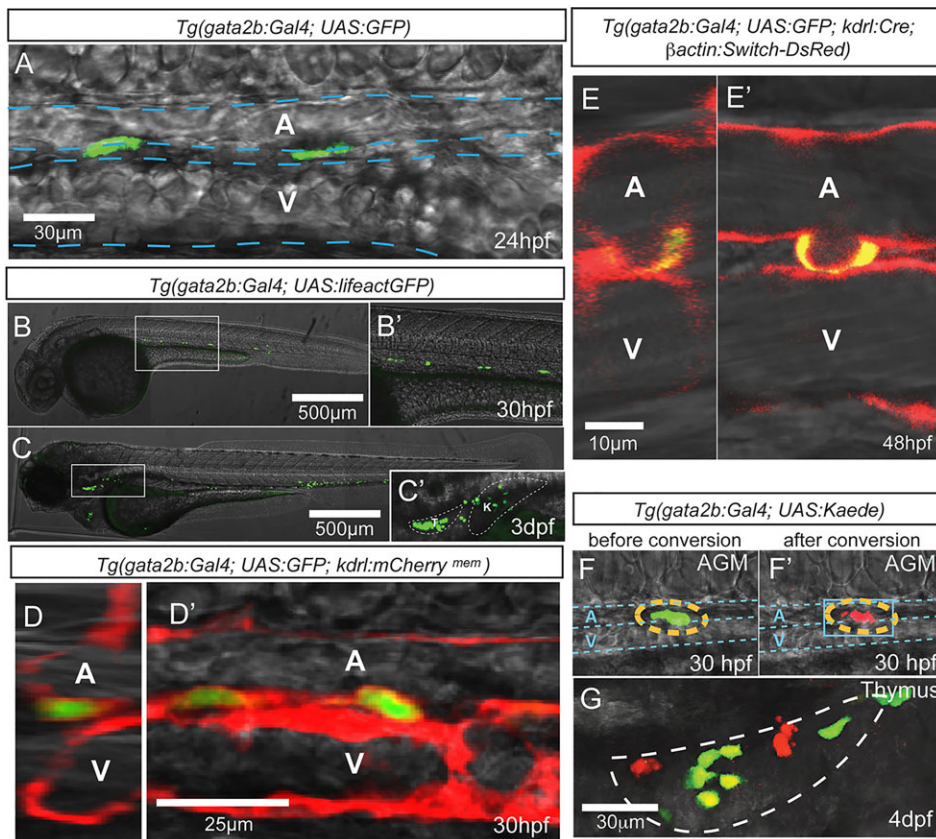 Tg(gata2b:Gal4; UAS:GFP)
A
A
V
30µm
24hpf
Tg(gata2b:Gal4; UAS:lifeactGFP)
B
500µm
B'
30hpf
C
500µm
C'
T
K
3dpf
Tg(gata2b:Gal4; UAS:GFP; kdrl:mCherry mem)
D
A
V
D'
A
V
25µm
30hpf
Tg(gata2b:Gal4; UAS:GFP; kdrl:Cre;
βactin:Switch-DsRed)
E
A
V
10µm
E'
A
V
48hpf
Tg(gata2b:Gal4; UAS:Kaede)
before conversion
after conversion
F
AGM
A
V
30 hpf
F'
AGM
A
V
30 hpf
G
Thymus
30µm
4dpf